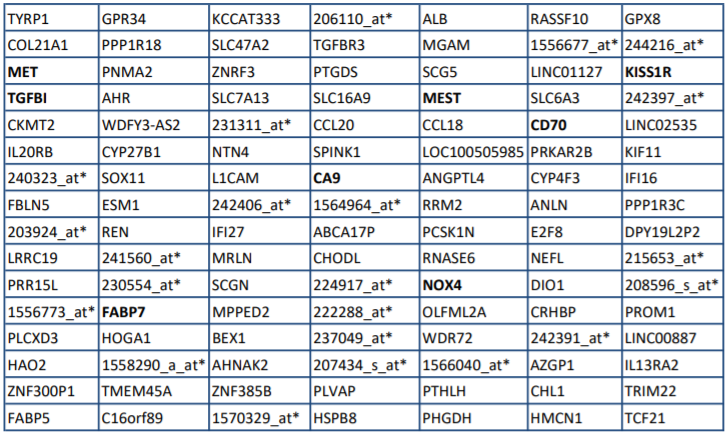 TYRP1 GPR34 KCCAT333 206110_at* ALB RASSF10 GPX8
COL21A1 PPP1R18 SLC47A2 TGFBR3 MGAM 1556677_at* 244216_at*
MET PNMA2 ZNRF3 PTGDS SCG5 LINC01127 KISS1R
TGFBI AHR SLC7A13 SLC16A9 MEST SLC6A3 242397_at*
CKMT2 WDFY3-AS2 231311_at* CCL20 CCL18 CD70 LINC02535
IL20RB CYP27B1 NTN4 SPINK1 LOC100505985 PRKAR2B KIF11
240323_at* SOX11 L1CAM CA9 ANGPTL4 CYP4F3 IFI16
FBLN5 ESM1 242406_at* 1564964_at* RRM2 ANLN PPP1R3C
203924_at* REN IFI27 ABCA17P PCSK1N E2F8 DPY19L2P2
LRRC19 241560_at* MRLN CHODL RNASE6 NEFL 215653_at*
PRR15L 230554_at* SCGN 224917_at* NOX4 DIO1 208596_s_at*
1556773_at* FABP7 MPPED2 222288_at* OLFML2A CRHBP PROM1
PLCXD3 HOGA1 BEX1 237049_at* WDR72 242391_at* LINC00887
HAO2 1558290_a_at* AHNAK2 207434_s_at* 1566040_at* AZGP1 IL13RA2
ZNF300P1 TMEM45A ZNF385B PLVAP PTHLH CHL1 TRIM22
FABP5 C16orf89 1570329_at* HSPB8 PHGDH HMCN1 TCF21